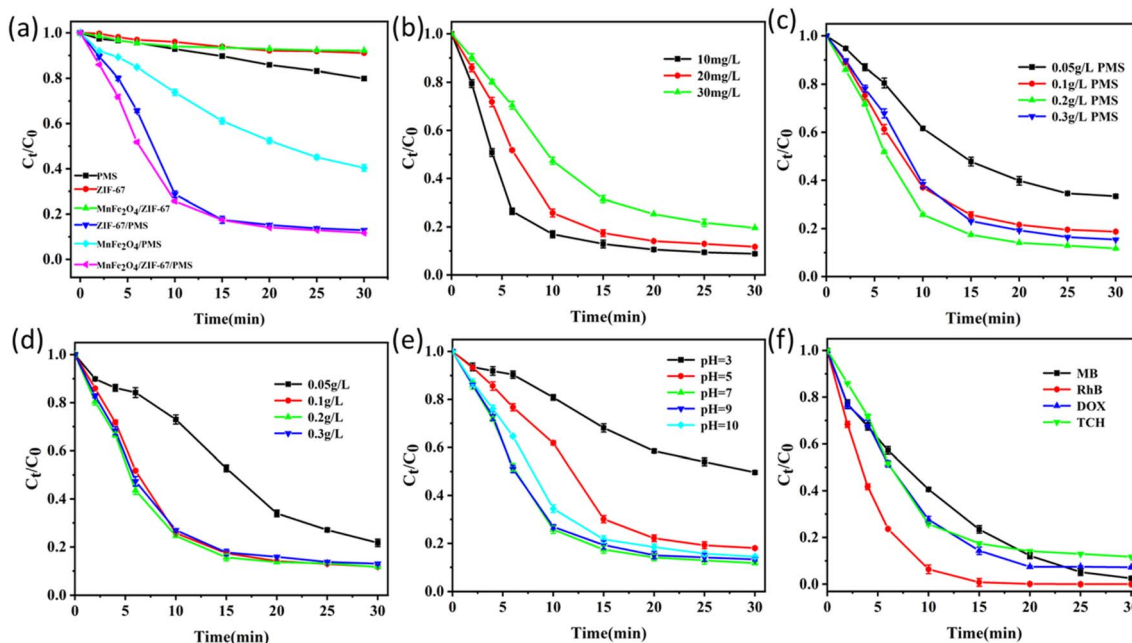 (a)
1.0
0.8
0.6
0.4
0.2
0.0
Ct/C0
PMS
ZIF-67
MnFe2O4/ZIF-67
ZIF-67/PMS
MnFe2O4/PMS
MnFe2O4/ZIF-67/PMS
0 5 10 15 20 25 30
Time(min)
(b)
1.0
0.8
0.6
0.4
0.2
0.0
Ct/C0
10mg/L
20mg/L
30mg/L
0 5 10 15 20 25 30
Time(min)
(c)
1.0
0.8
0.6
0.4
0.2
0.0
Ct/C0
0.05g/L PMS
0.1g/L PMS
0.2g/L PMS
0.3g/L PMS
0 5 10 15 20 25 30
Time(min)
(d)
1.0
0.8
0.6
0.4
0.2
0.0
Ct/C0
0.05g/L
0.1g/L
0.2g/L
0.3g/L
0 5 10 15 20 25 30
Time(min)
(e)
1.0
0.8
0.6
0.4
0.2
0.0
Ct/C0
pH=3
pH=5
pH=7
pH=9
pH=10
0 5 10 15 20 25 30
Time(min)
(f)
1.0
0.8
0.6
0.4
0.2
0.0
Ct/C0
MB
RhB
DOX
TCH
0 5 10 15 20 25 30
Time(min)